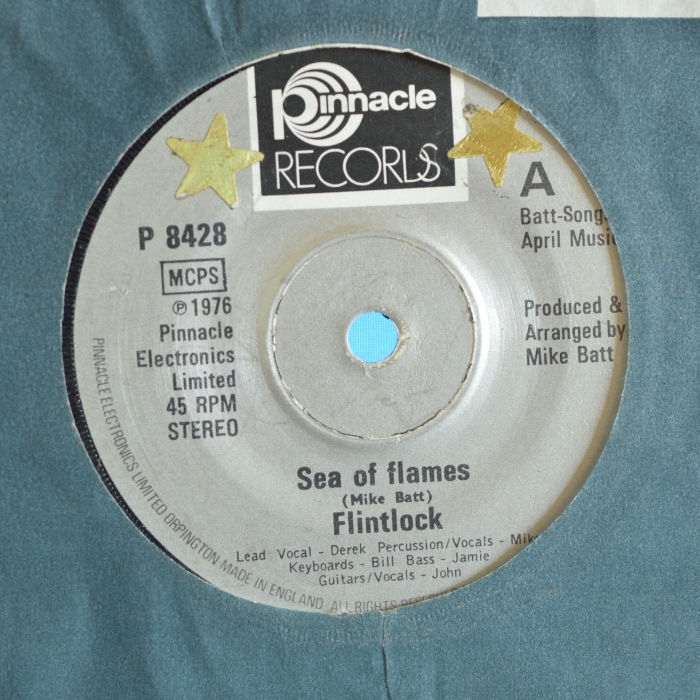 Pinnacle
RECORDS
A
Batt-Song
April Music
P 8428
MCPS
℗ 1976
Pinnacle
Electronics
Limited
45 RPM
STEREO
Produced &
Arranged by
Mike Batt
Sea of flames
(Mike Batt)
Flintlock
Lead Vocal - Derek Percussion/Vocals - Mike
Keyboards - Bill Bass - Jamie
Guitars/Vocals - John
PINNACLE ELECTRONICS LIMITED ORPINGTON MADE IN ENGLAND. ALL RIGHTS